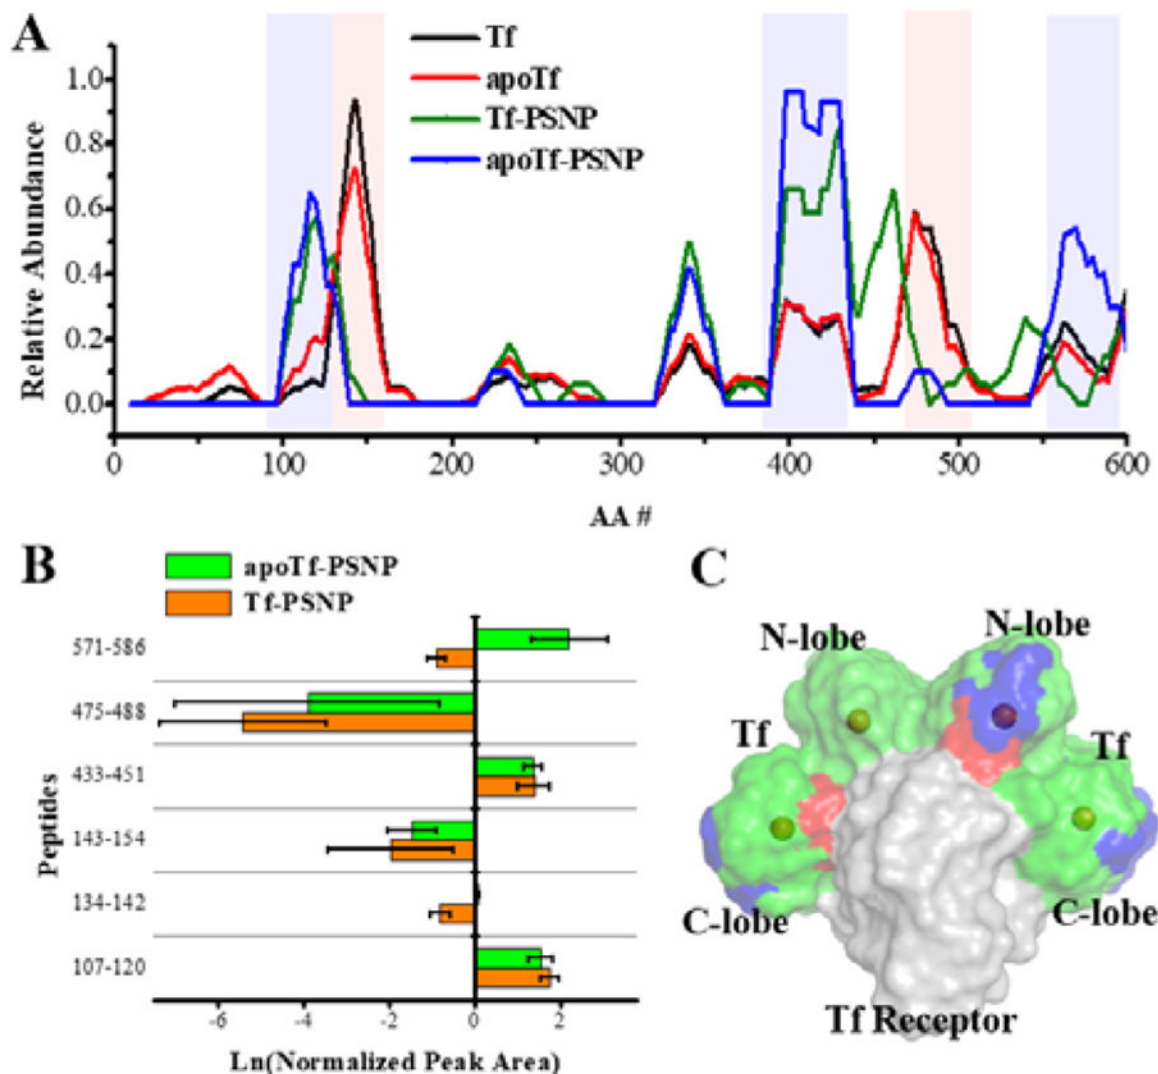 A
Tf
apoTf
Tf-PSNP
apoTf-PSNP
Relative Abundance
1.0
0.8
0.6
0.4
0.2
0.0
0 100 200 300 400 500 600
AA #
B
apoTf-PSNP
Tf-PSNP
Peptides
571-586
475-488
433-451
143-154
134-142
107-120
-6 -4 -2 0 2
Ln(Normalized Peak Area)
C
N-lobe N-lobe
Tf Tf
C-lobe C-lobe
Tf Receptor